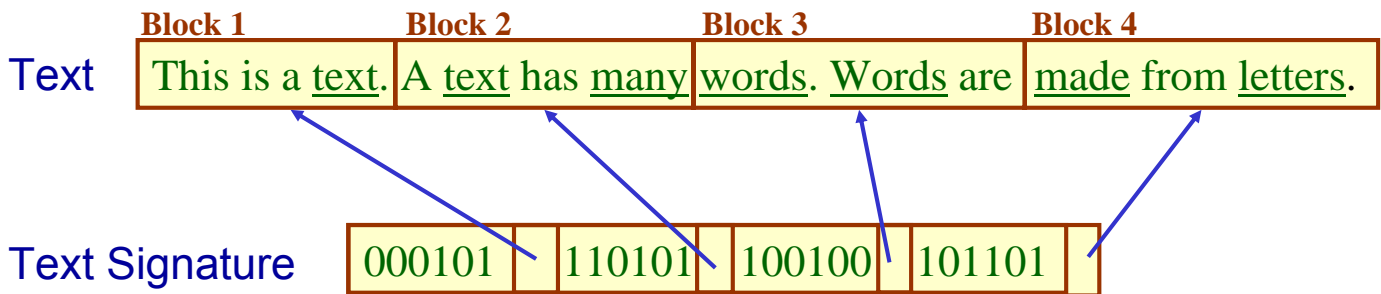 Block 1 Block 2 Block 3 Block 4
Text This is a text. A text has many words. Words are made from letters.
Text Signature 000101 110101 100100 101101